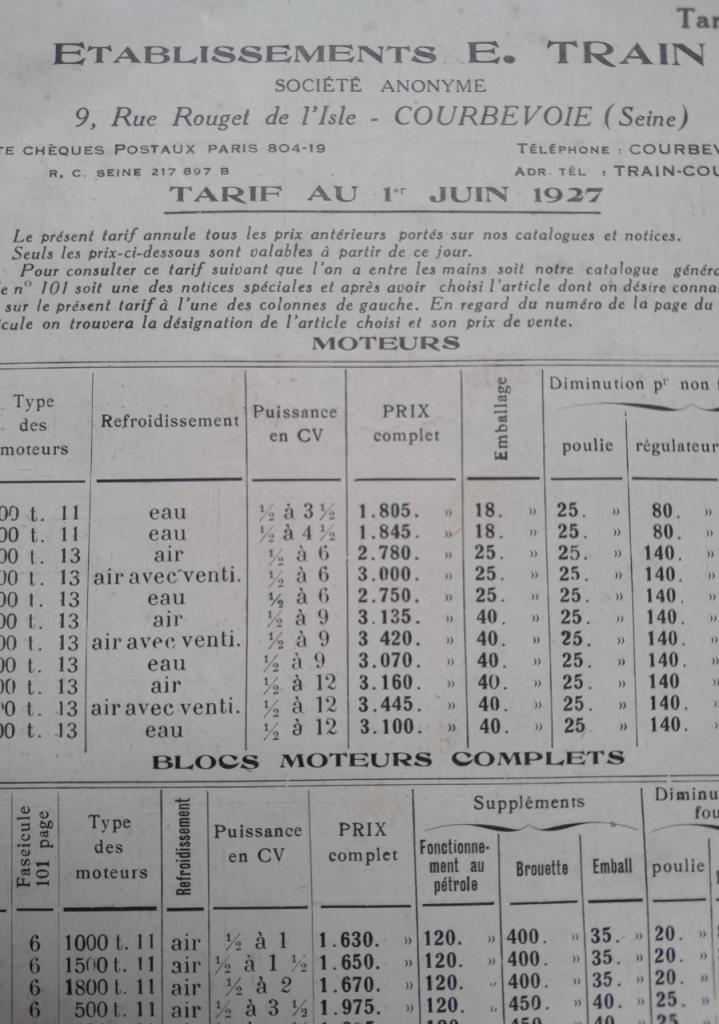 Tar
ETABLISSEMENTS E. TRAIN
SOCIÉTÉ ANONYME
9, Rue Rouget de l'Isle - COURBEVOIE (Seine)
TE CHÈQUES POSTAUX PARIS 804-19 TÉLÉPHONE : COURBEV
R. C. SEINE 217 897 B ADR. TÉL : TRAIN-COU
TARIF AU 1er JUIN 1927
Le présent tarif annule tous les prix antérieurs portés sur nos catalogues et notices.
Seuls les prix-ci-dessous sont valables à partir de ce jour.
Pour consulter ce tarif suivant que l'on a entre les mains soit notre catalogue généra
e nº 101 soit une des notices spéciales et après avoir choisi l'article dont on désire conna
sur le présent tarif à l'une des colonnes de gauche. En regard du numéro de la page du
cule on trouvera la désignation de l'article choisi et son prix de vente.
MOTEURS
Type des moteurs Refroidissement Puissance en CV PRIX complet Emballage Diminution pr non f
poulie régulateur
00 t. 11 eau ½ à 3 ½ 1.805. » 18. » 25. » 80. »
00 t. 11 eau ½ à 4 ½ 1.845. » 18. » 25. » 80. »
00 t. 13 air ½ à 6 2.780. » 25. » 25. » 140. »
00 t. 13 air avec venti. ½ à 6 3.000. » 25. » 25. » 140. »
00 t. 13 eau ½ à 6 2.750. » 25. » 25. » 140. »
00 t. 13 air ½ à 9 3.135. » 40. » 25. » 140. »
00 t. 13 air avec venti. ½ à 9 3 420. » 40. » 25. » 140. »
00 t. 13 eau ½ à 9 3.070. » 40. » 25. » 140. »
00 t. 13 air ½ à 12 3.160. » 40. » 25. » 140 »
00 t. 13 air avec venti. ½ à 12 3.445. » 40. » 25. » 140. »
00 t. 13 eau ½ à 12 3.100. » 40. » 25 » 140. »
BLOCS MOTEURS COMPLETS
Fascicule 101 page Type des moteurs Refroidissement Puissance en CV PRIX complet Suppléments Diminu
fou
Fonctionne-ment au pétrole Brouette Emball poulie
6 1000 t. 11 air ½ à 1 1.630. » 120. » 400. » 35. » 20. »
6 1500 t. 11 air ½ à 1 ½ 1.650. » 120. » 400. » 35. » 20. »
6 1800 t. 11 air ½ à 2 1.670. » 120. » 400. » 35. » 20. »
6 500 t. 11 air ½ à 3 ½ 1.975. » 120. » 450. » 40. » 25. »